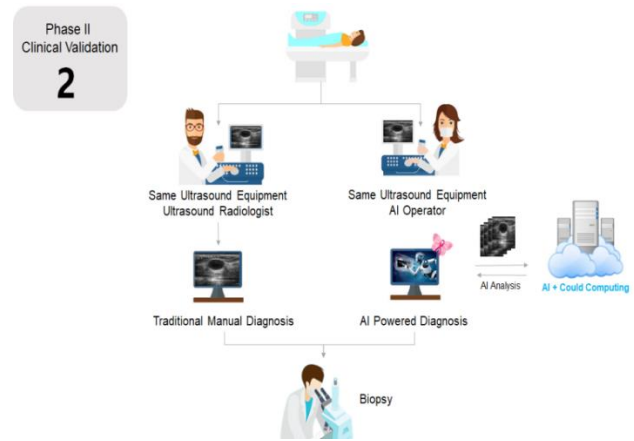 Phase II
Clinical Validation
2
Same Ultrasound Equipment
Ultrasound Radiologist
Same Ultrasound Equipment
AI Operator
Traditional Manual Diagnosis
AI Powered Diagnosis
AI Analysis
AI + Could Computing
Biopsy